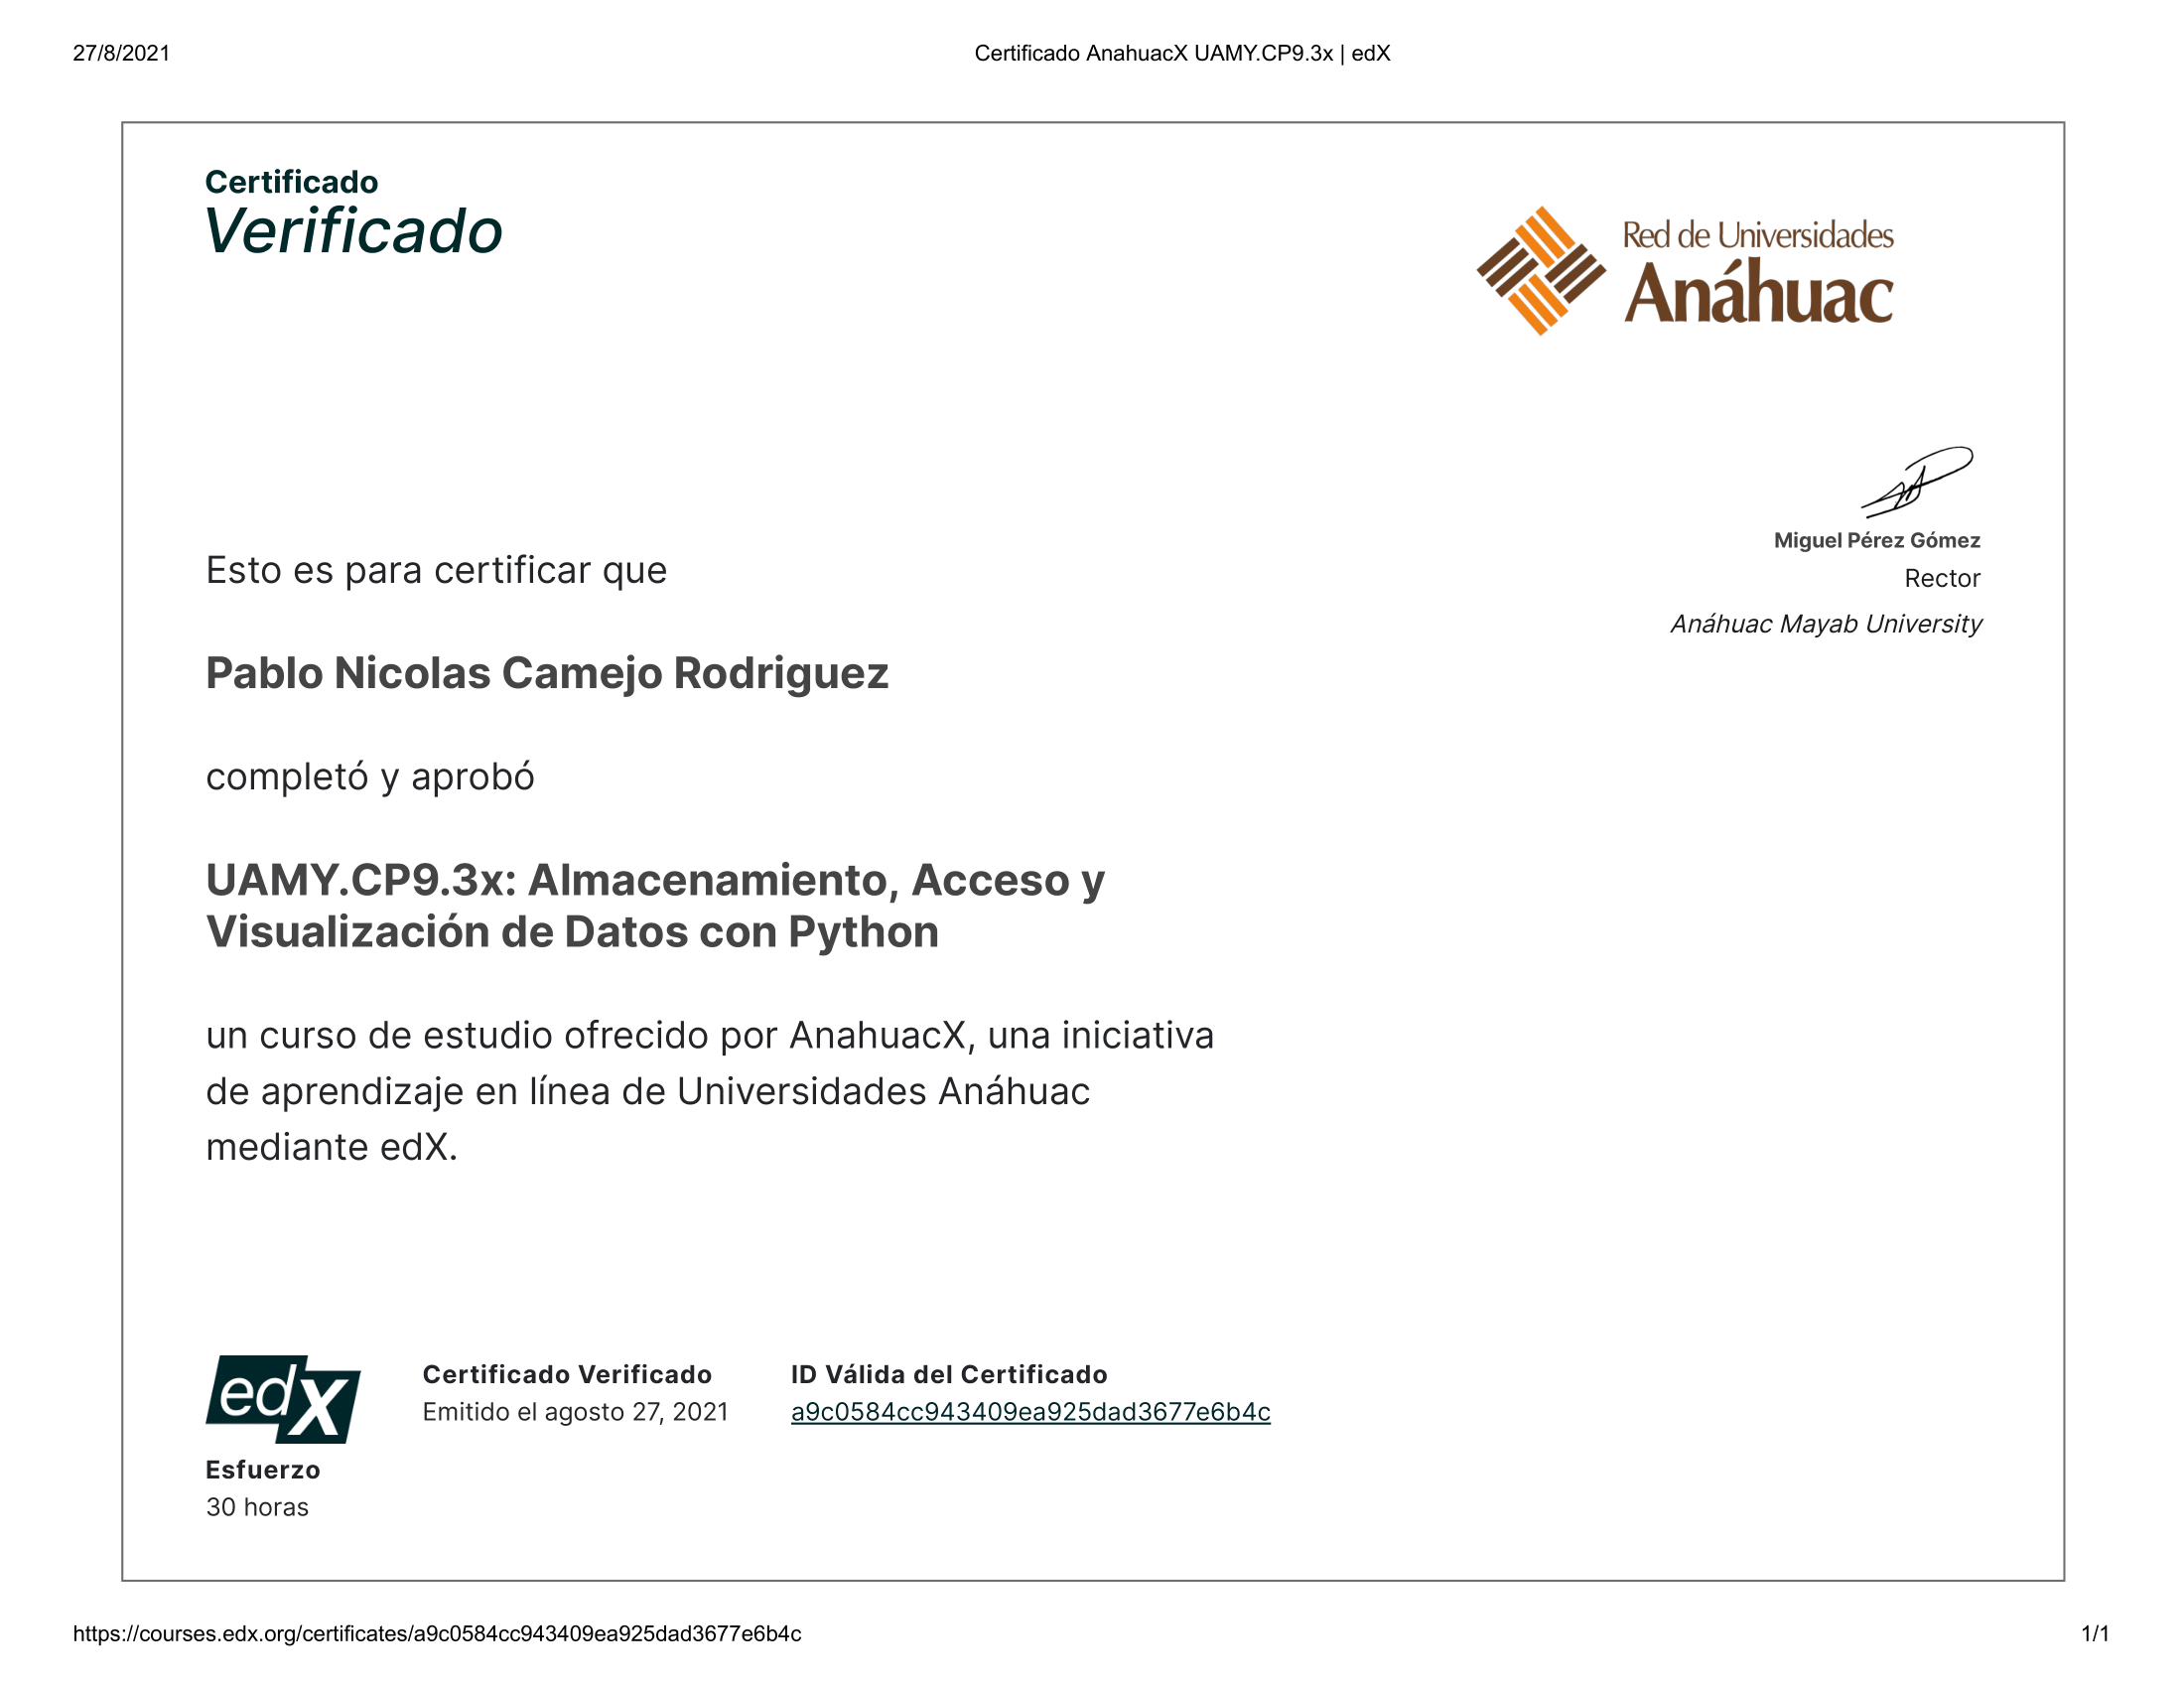 27/8/2021
Certificado AnahuacX UAMY.CP9.3x | edX
Certificado
Verificado
Red de Universidades
Anáhuac
Miguel Pérez Gómez
Rector
Anáhuac Mayab University
Esto es para certificar que
Pablo Nicolas Camejo Rodriguez
completó y aprobó
UAMY.CP9.3x: Almacenamiento, Acceso y
Visualización de Datos con Python
un curso de estudio ofrecido por AnahuacX, una iniciativa
de aprendizaje en línea de Universidades Anáhuac
mediante edX.
edX
Certificado Verificado
Emitido el agosto 27, 2021
ID Válida del Certificado
a9c0584cc943409ea925dad3677e6b4c
Esfuerzo
30 horas
https://courses.edx.org/certificates/a9c0584cc943409ea925dad3677e6b4c
1/1